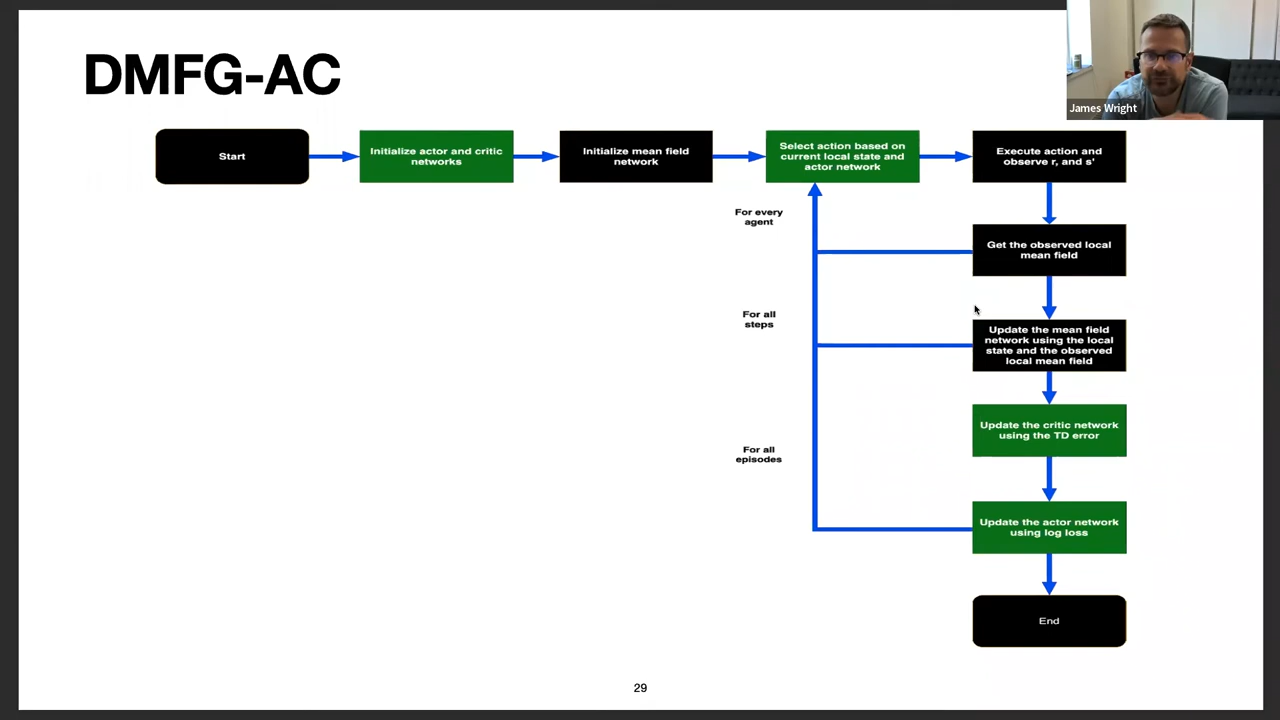 DMFG-AC
James Wright
Start
Initialize actor and critic
networks
Initialize mean field
network
Select action based on
current local state and
actor network
Execute action and
observe r, and s'
For every
agent
Get the observed local
mean field
For all
steps
Update the mean field
network using the local
state and the observed
local mean field
Update the critic network
using the TD error
For all
episodes
Update the actor network
using log loss
End
29